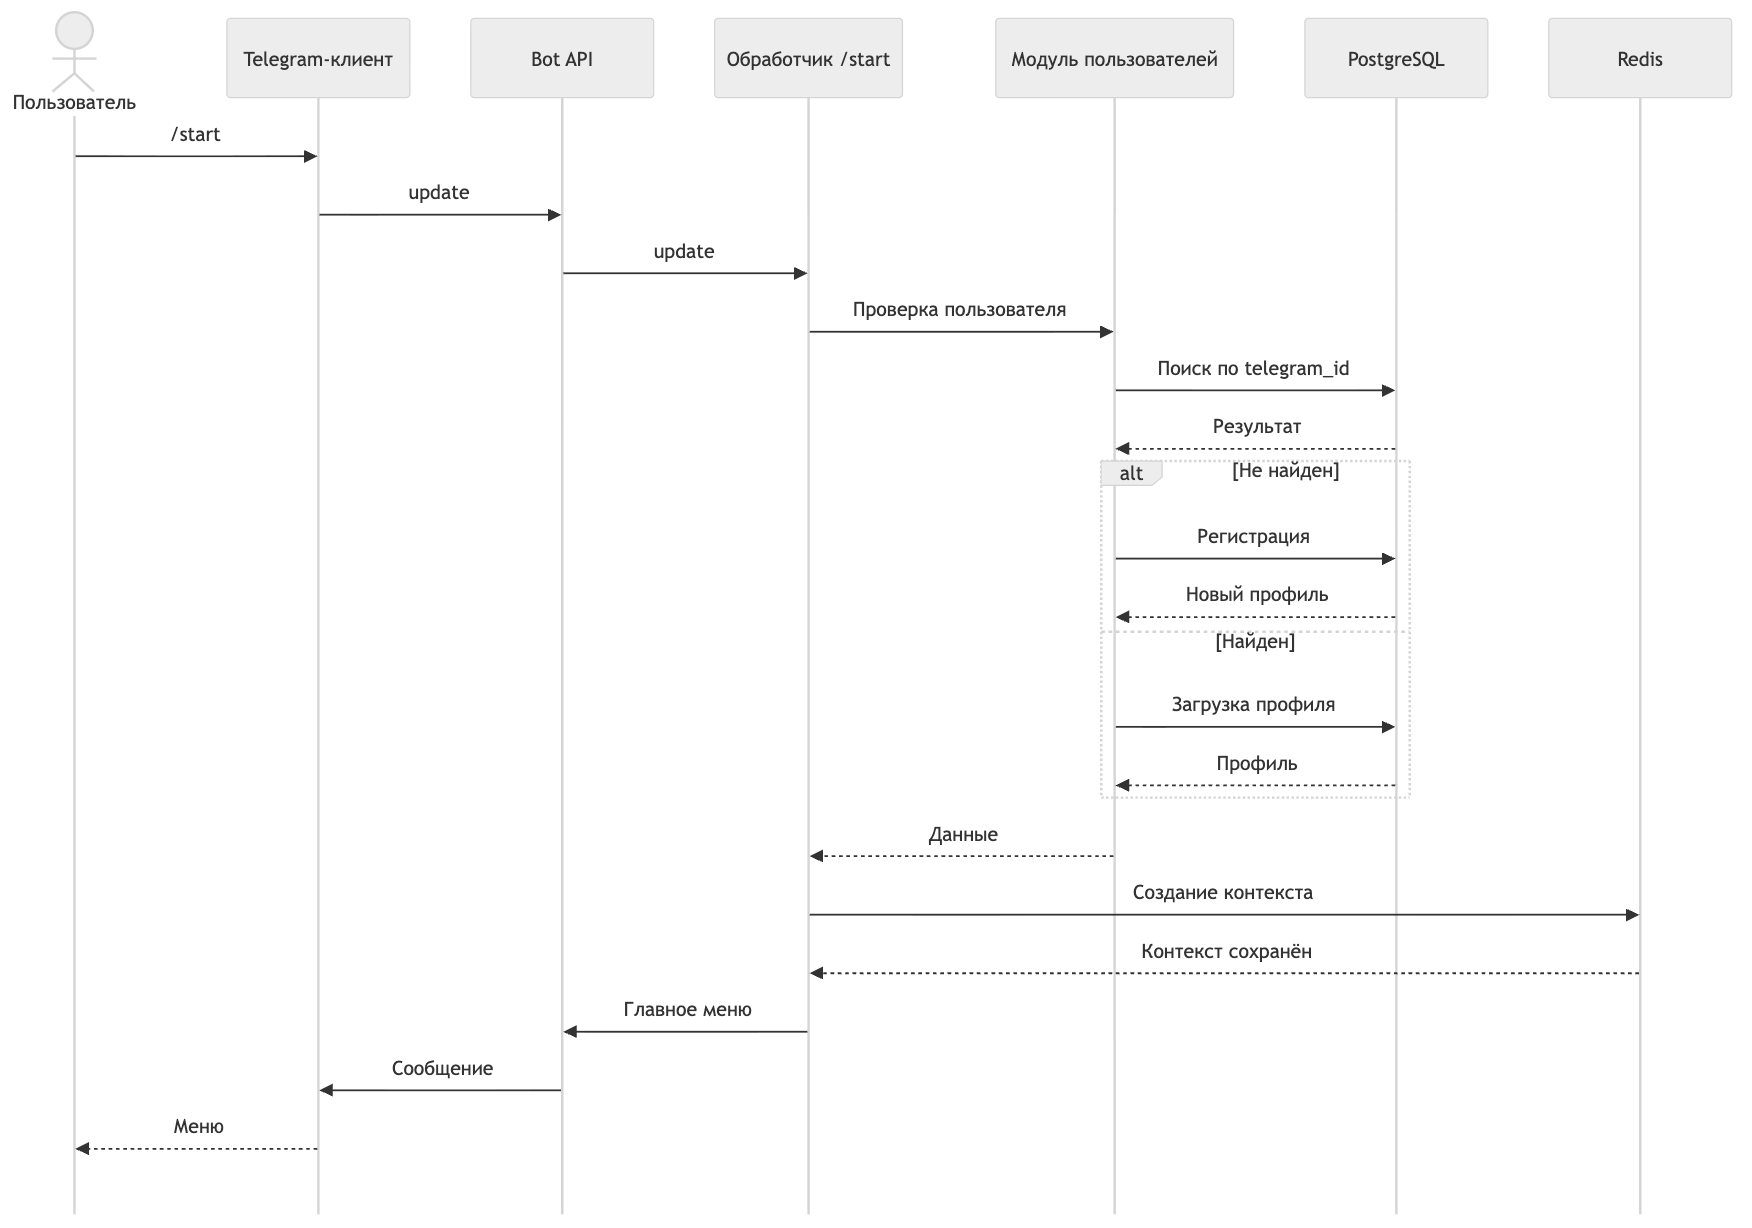 Пользователь
Telegram-клиент
Bot API
Обработчик /start
Модуль пользователей
PostgreSQL
Redis
/start
update
update
Проверка пользователя
Поиск по telegram_id
Результат
alt
[Не найден]
Регистрация
Новый профиль
[Найден]
Загрузка профиля
Профиль
Данные
Создание контекста
Контекст сохранён
Главное меню
Сообщение
Меню